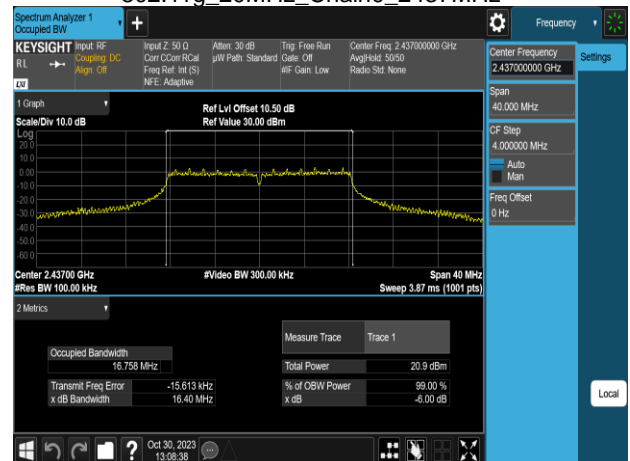 Spectrum Analyzer 1
Occupied BW
+
Frequency
KEYSIGHT
RL
LXI
Input: RF
Coupling: DC
Align: Off
Input Z: 50 Ω
Corr CCorr RCal
Freq Ref: Int (S)
NFE: Adaptive
Atten: 30 dB
µW Path: Standard
Trig: Free Run
Gate: Off
#IF Gain: Low
Center Freq: 2.437000000 GHz
Avg|Hold: 50/50
Radio Std: None
Center Frequency
2.437000000 GHz
Settings
Span
40.000 MHz
CF Step
4.000000 MHz
Auto
Man
Freq Offset
0 Hz
1 Graph
Scale/Div 10.0 dB
Ref Lvl Offset 10.50 dB
Ref Value 30.00 dBm
Log
20.0
10.0
0.00
-10.0
-20.0
-30.0
-40.0
-50.0
-60.0
Center 2.43700 GHz
#Video BW 300.00 kHz
Span 40 MHz
#Res BW 100.00 kHz
Sweep 3.87 ms (1001 pts)
2 Metrics
Measure Trace
Trace 1
Occupied Bandwidth
16.758 MHz
Total Power
20.9 dBm
Transmit Freq Error
-15.613 kHz
% of OBW Power
99.00 %
x dB Bandwidth
16.40 MHz
x dB
-6.00 dB
Local
?
Oct 30, 2023
13:08:38